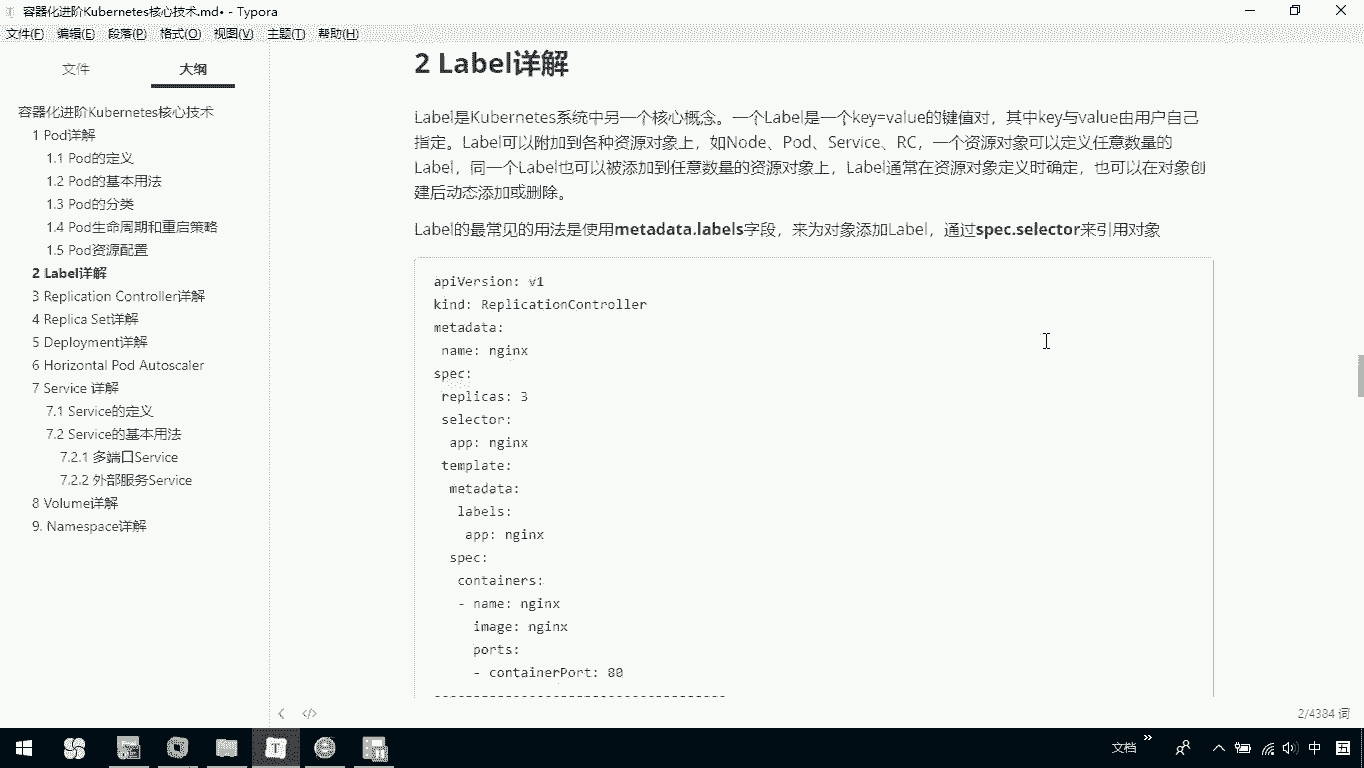 容器化进阶Kubernetes核心技术.md• - Typora
文件(F) 编辑(E) 段落(P) 格式(O) 视图(V) 主题(T) 帮助(H)
文件 大纲
容器化进阶Kubernetes核心技术
1 Pod详解
1.1 Pod的定义
1.2 Pod的基本用法
1.3 Pod的分类
1.4 Pod生命周期和重启策略
1.5 Pod资源配置
2 Label详解
3 Replication Controller详解
4 Replica Set详解
5 Deployment详解
6 Horizontal Pod Autoscaler
7 Service 详解
7.1 Service的定义
7.2 Service的基本用法
7.2.1 多端口Service
7.2.2 外部服务Service
8 Volume详解
9. Namespace详解
2 Label详解
Label是Kubernetes系统中另一个核心概念。一个Label是一个key=value的键值对，其中key与value由用户自己
指定。Label可以附加到各种资源对象上，如Node、Pod、Service、RC，一个资源对象可以定义任意数量的
Label，同一个Label也可以被添加到任意数量的资源对象上，Label通常在资源对象定义时确定，也可以在对象创
建后动态添加或删除。
Label的最常见的用法是使用metadata.labels字段，来为对象添加Label，通过spec.selector来引用对象
apiVersion: v1
kind: ReplicationController
metadata:
name: nginx
spec:
replicas: 3
selector:
app: nginx
template:
metadata:
labels:
app: nginx
spec:
containers:
- name: nginx
image: nginx
ports:
- containerPort: 80
-------------------------------------
2/4384 词
文档 » 中 五